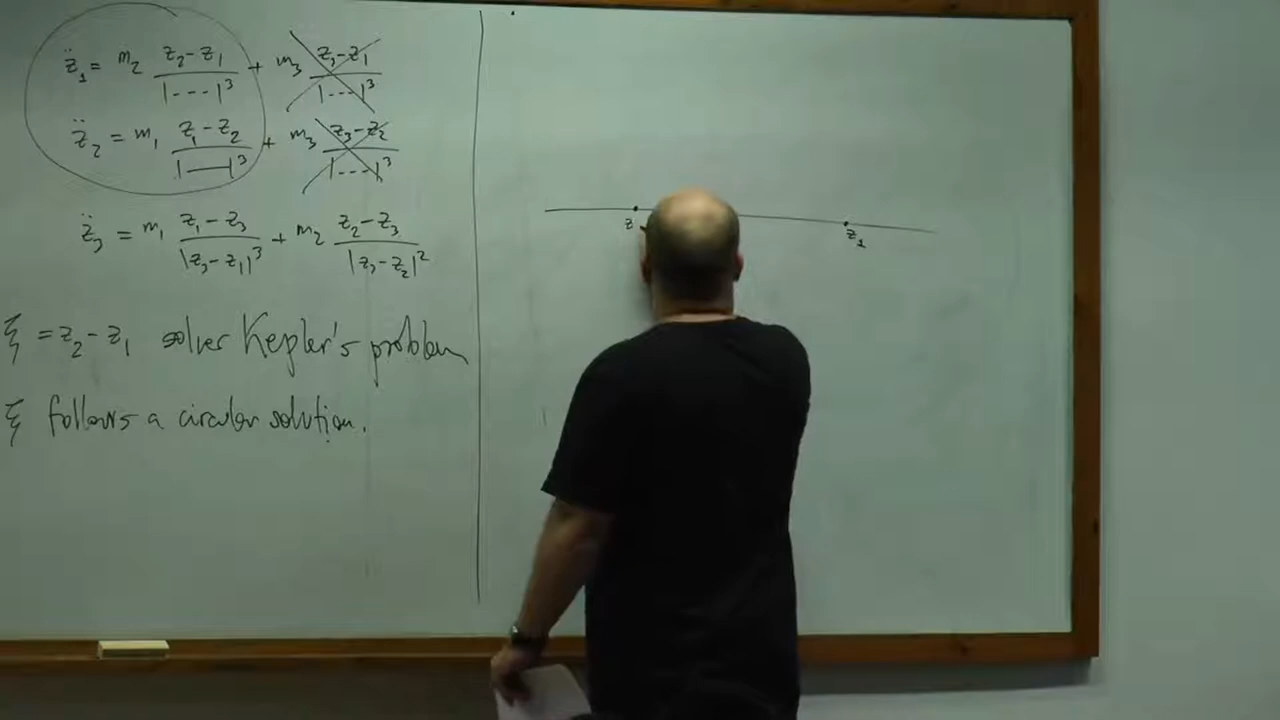 z̈₁ = m₂ (z₂ - z₁)/|---|³ + m₃ (z₃ - z₁)/|---|³
z̈₂ = m₁ (z₁ - z₂)/|—|³ + m₃ (z₃ - z₂)/|---|³
z̈₃ = m₁ (z₁ - z₃)/|z₃ - z₁|³ + m₂ (z₂ - z₃)/|z₃ - z₂|²
ξ = z₂ - z₁ solves Kepler's problem
ξ follows a circular solution.
z
z₁